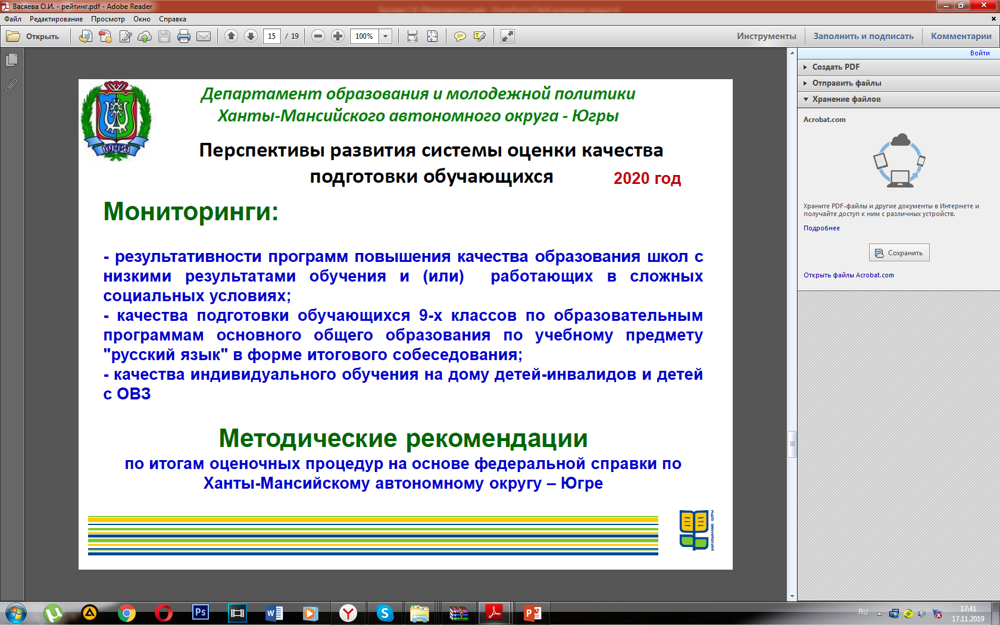 Васяева О.И. - рейтинг.pdf - Adobe Reader
Файл Редактирование Просмотр Окно Справка
Открыть 15 / 19 100% Инструменты Заполнить и подписать Комментарии
Войти
Создать PDF
Отправить файлы
Хранение файлов
Acrobat.com
Храните PDF-файлы и другие документы в Интернете и
получайте доступ к ним с различных устройств.
Подробнее
Сохранить
Открыть файлы Acrobat.com
ЮГРА
Департамент образования и молодежной политики
Ханты-Мансийского автономного округа - Югры
Перспективы развития системы оценки качества
подготовки обучающихся 2020 год
Мониторинги:
- результативности программ повышения качества образования школ с
низкими результатами обучения и (или) работающих в сложных
социальных условиях;
- качества подготовки обучающихся 9-х классов по образовательным
программам основного общего образования по учебному предмету
"русский язык" в форме итогового собеседования;
- качества индивидуального обучения на дому детей-инвалидов и детей
с ОВЗ
Методические рекомендации
по итогам оценочных процедур на основе федеральной справки по
Ханты-Мансийскому автономному округу – Югре
ОБРАЗОВАНИЕ ЮГРЫ
Ps
RU
17:41
17.11.2019